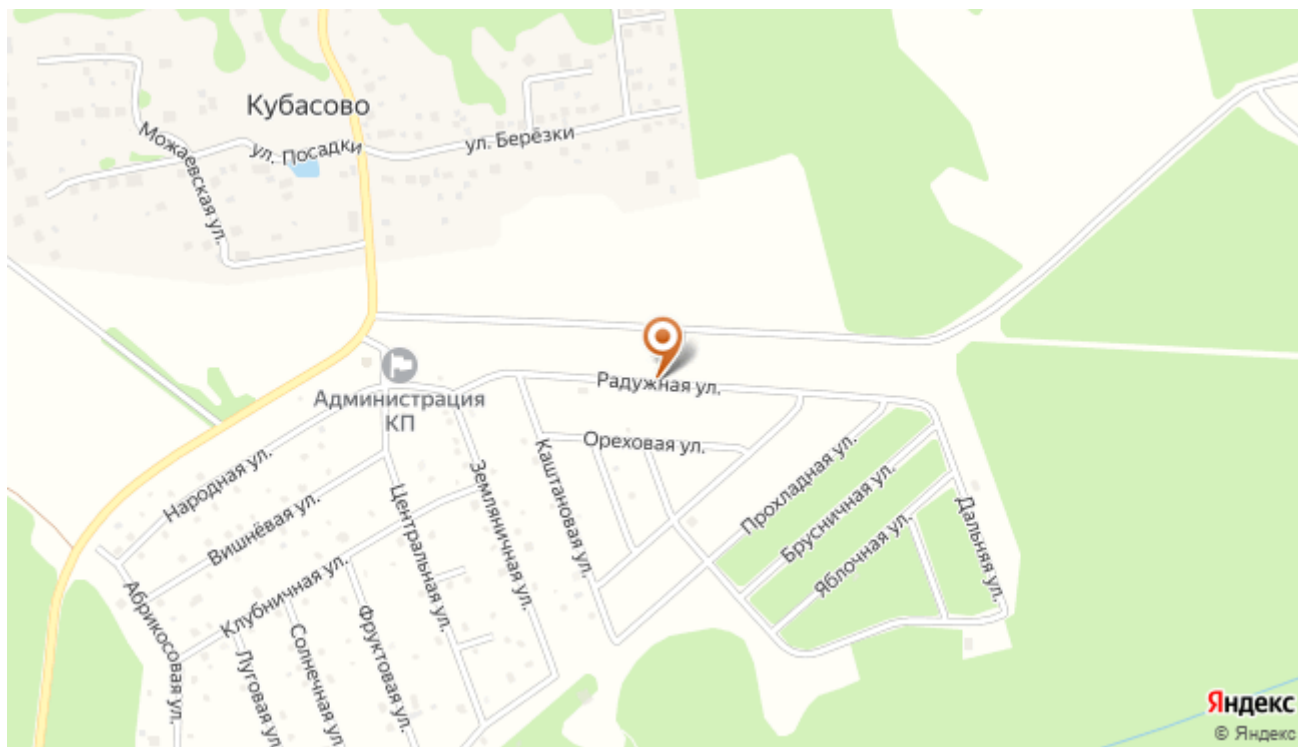 Кубасово
Можаевская ул.
ул. Посадки
ул. Берёзки
Администрация
КП
Радужная ул.
Ореховая ул.
Народная ул.
Вишнёвая ул.
Центральная ул.
Земляничная ул.
Каштановая ул.
Прохладная ул.
Брусничная ул.
Яблочная ул.
Дальняя ул.
Абрикосовая ул.
Клубничная ул.
Луговая ул.
Солнечная ул.
Фруктовая ул.
Яндекс
© Яндекс